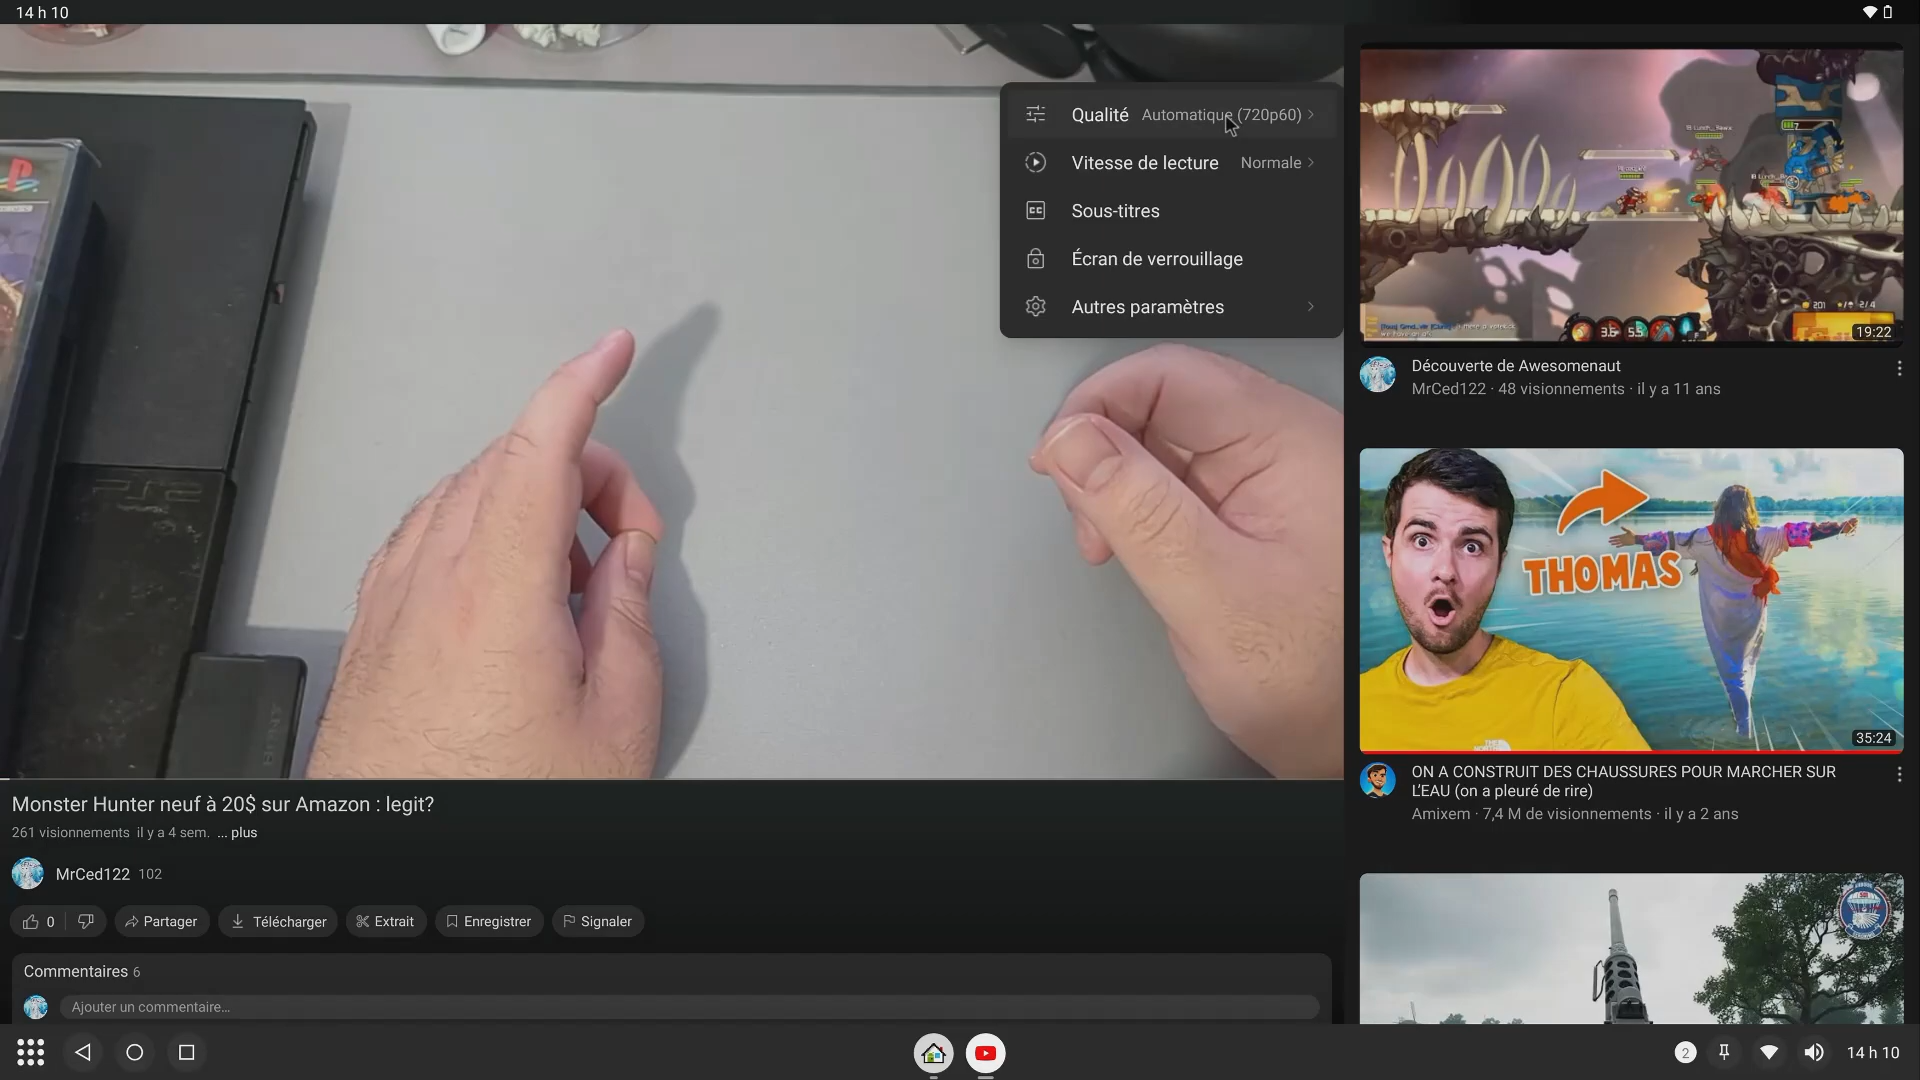 14 h 10
Qualité Automatique (720p60)
Vitesse de lecture Normale
Sous-titres
Écran de verrouillage
Autres paramètres
19:22
Découverte de Awesomenaut
MrCed122 · 48 visionnements · il y a 11 ans
THOMAS
35:24
ON A CONSTRUIT DES CHAUSSURES POUR MARCHER SUR
L'EAU (on a pleuré de rire)
Amixem · 7,4 M de visionnements · il y a 2 ans
Monster Hunter neuf à 20$ sur Amazon : legit?
261 visionnements il y a 4 sem. ... plus
MrCed122 102
0 Partager Télécharger Extrait Enregistrer Signaler
Commentaires 6
Ajouter un commentaire...
2 14 h 10